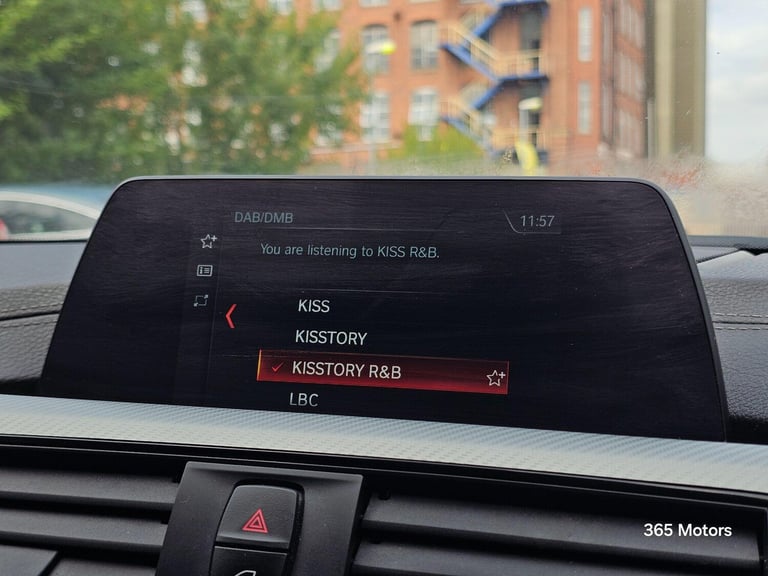 DAB/DMB
11:57
You are listening to KISS R&B.
KISS
KISSTORY
KISSTORY R&B
LBC
365 Motors